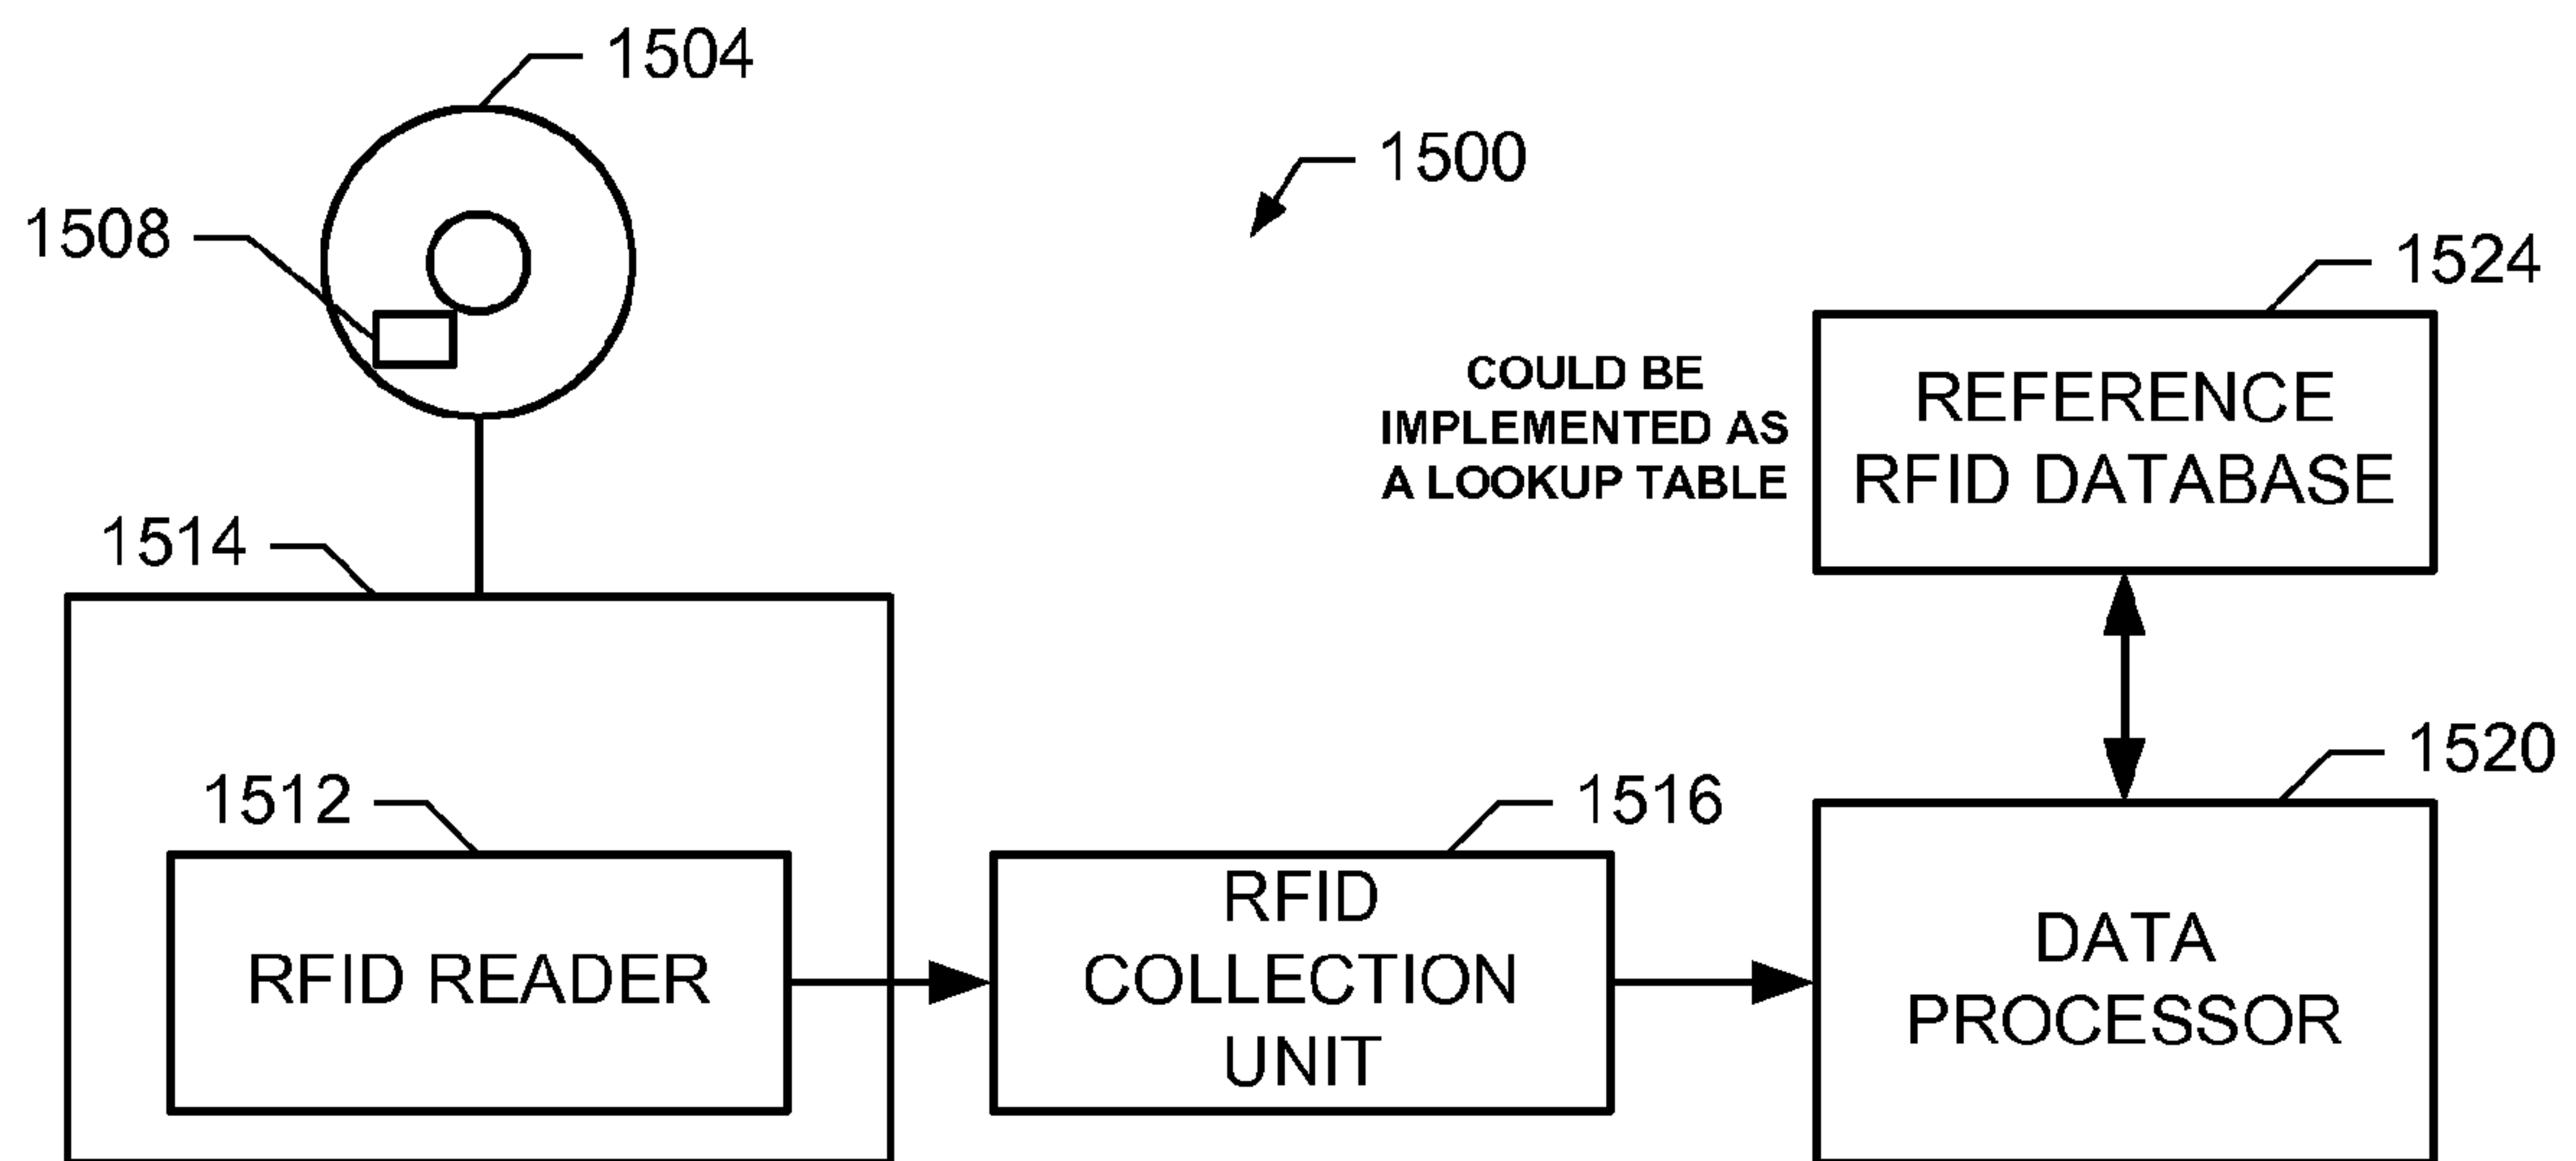 1504
1500
1508
1524
COULD BE
IMPLEMENTED AS
A LOOKUP TABLE
REFERENCE
RFID DATABASE
1514
1512
1516
1520
RFID READER
RFID
COLLECTION
UNIT
DATA
PROCESSOR